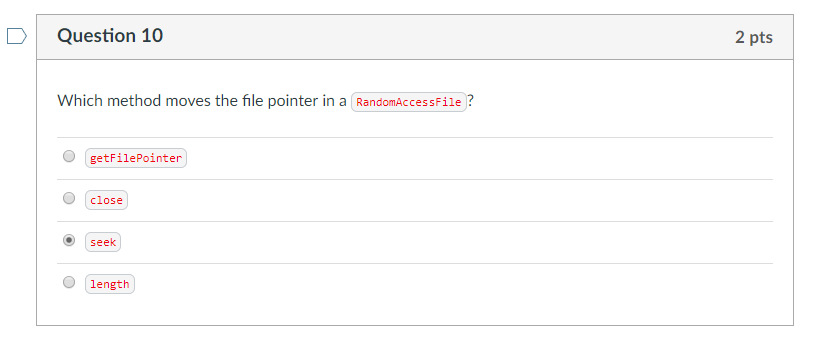 Question 10
2 pts
Which method moves the file pointer in a RandomAccessFile?
getFilePointer
close
seek
length